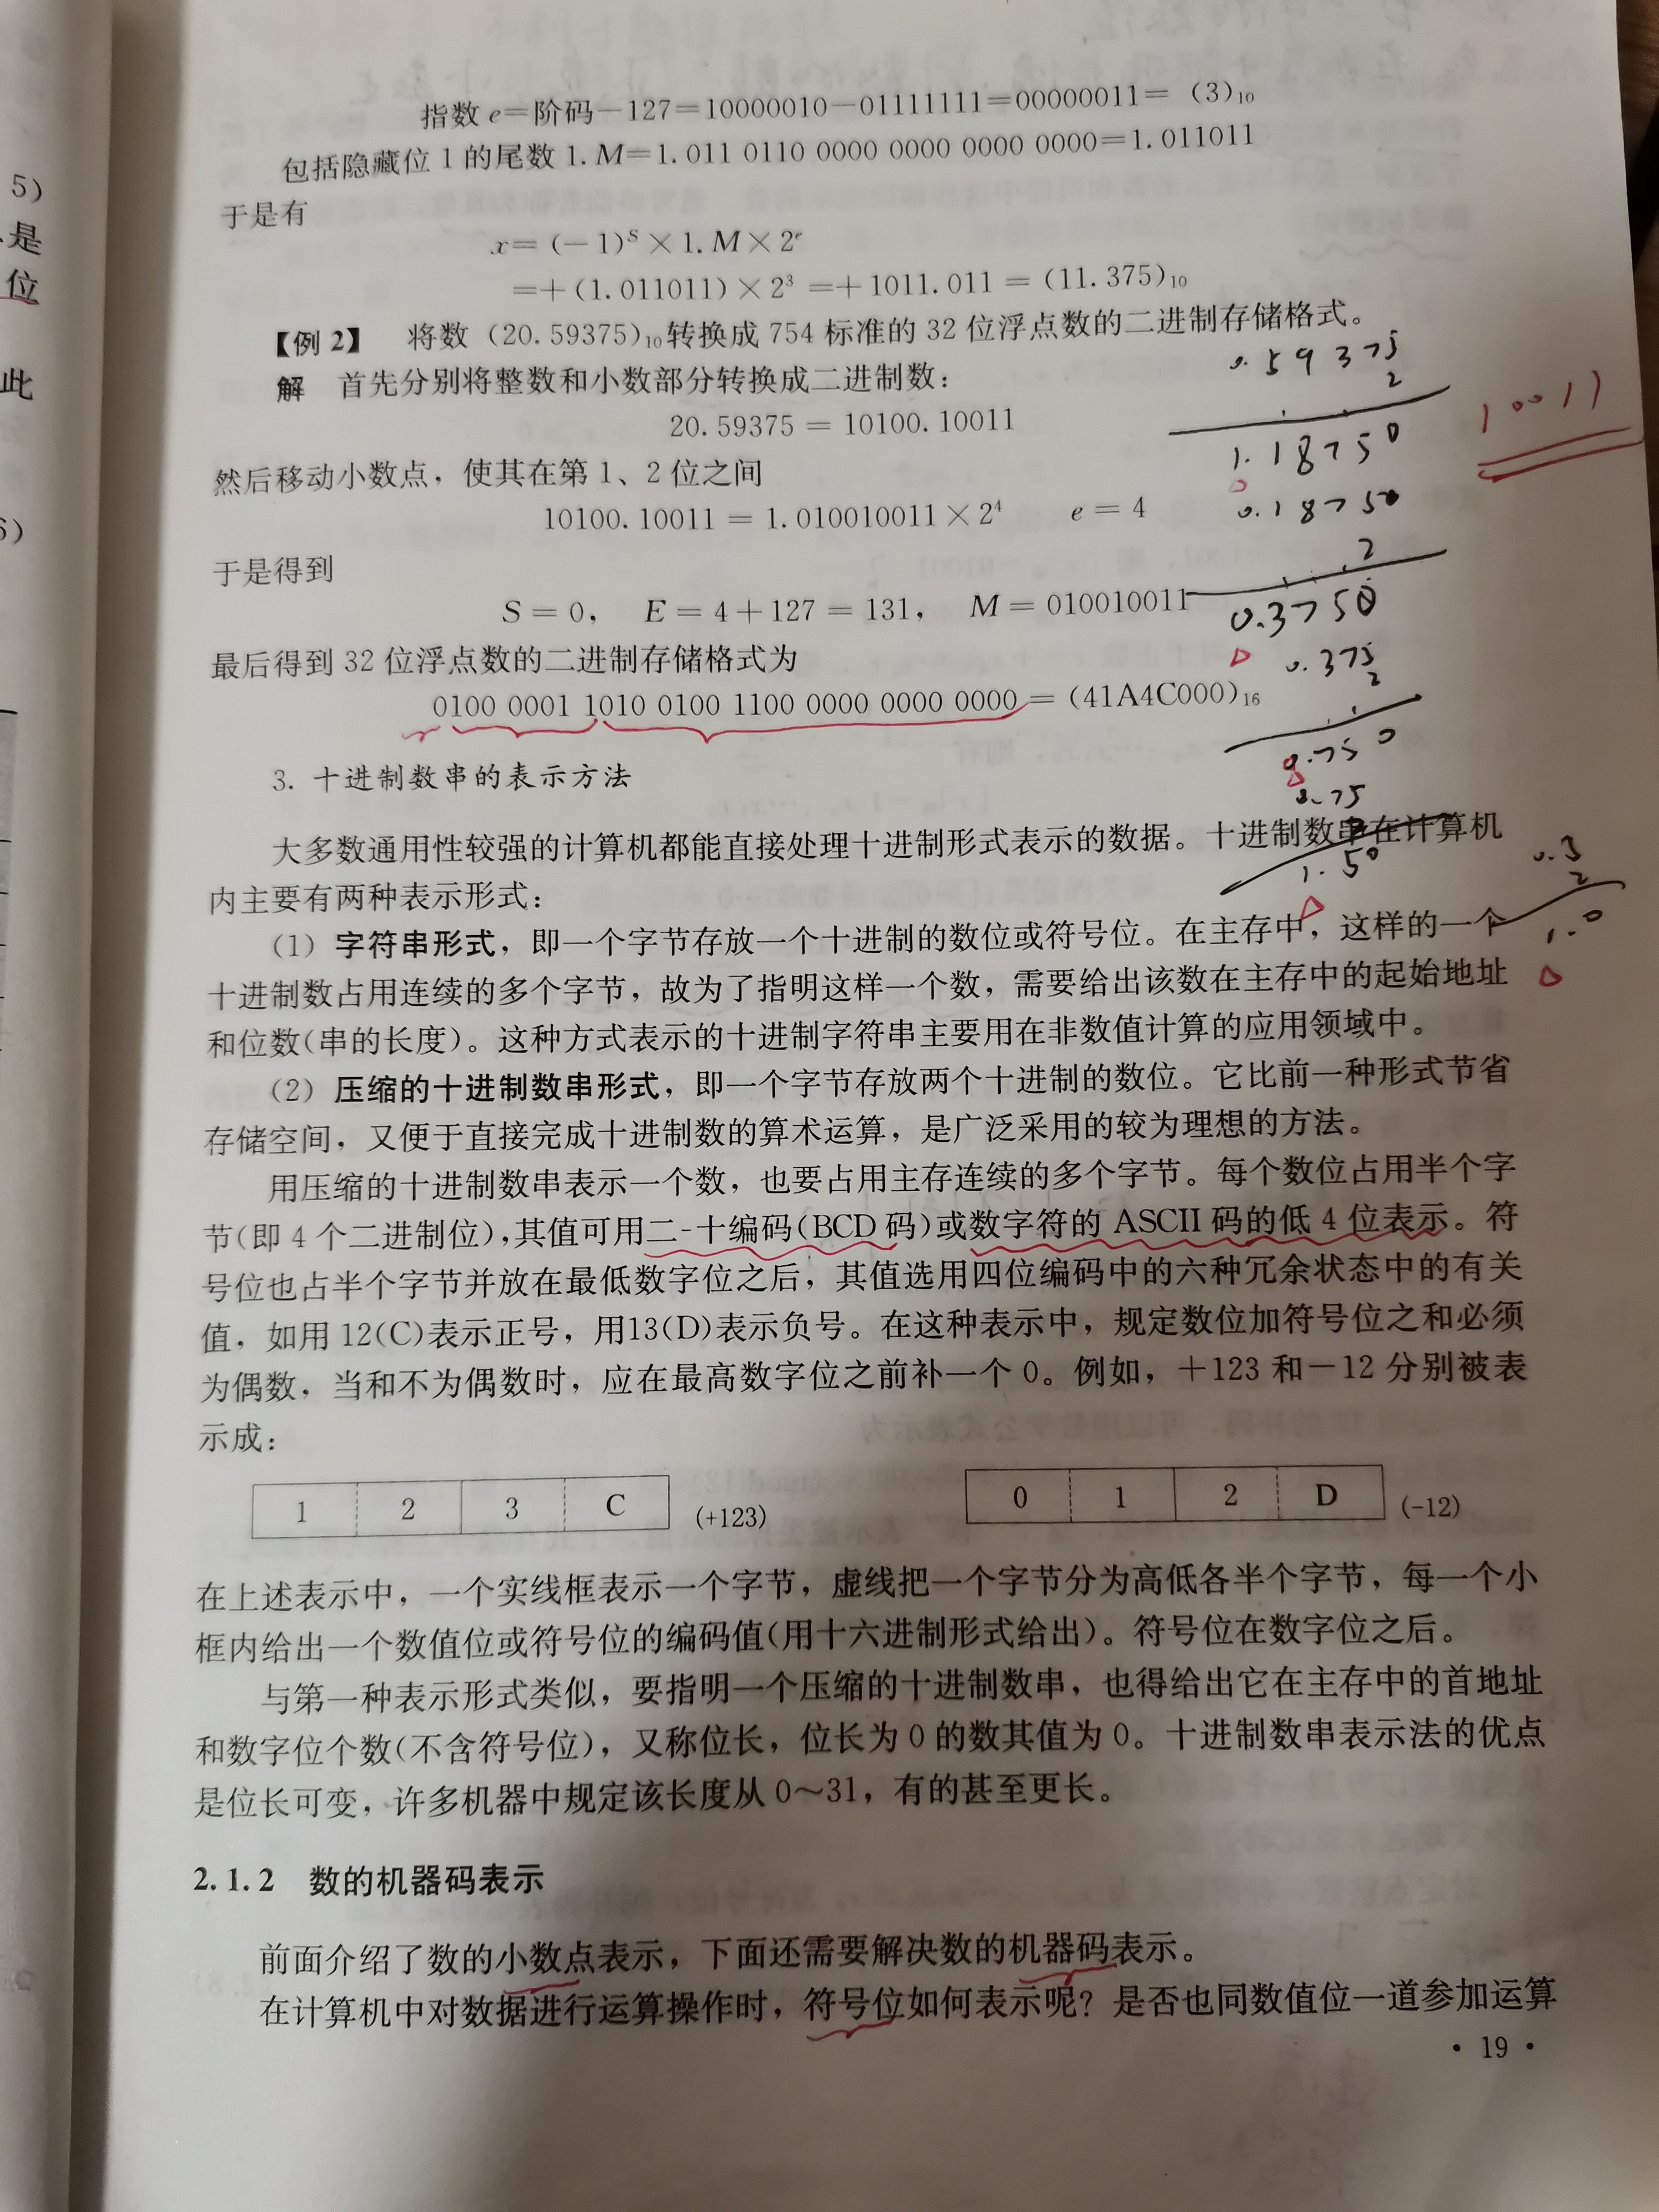 5)
是
位
此
6)
指数 e=阶码-127=10000010-01111111=00000011=(3)₁₀
包括隐藏位 1 的尾数 1.M=1.011 0110 0000 0000 0000 0000=1.011011
于是有
x=(-1)ˢ×1.M×2ᵉ
=+(1.011011)×2³=+1011.011=(11.375)₁₀
【例 2】 将数(20.59375)₁₀转换成 754 标准的 32 位浮点数的二进制存储格式。
解 首先分别将整数和小数部分转换成二进制数:
20.59375=10100.10011
然后移动小数点，使其在第 1、2 位之间
10100.10011=1.010010011×2⁴ e=4
于是得到
S=0, E=4+127=131, M=010010011
最后得到 32 位浮点数的二进制存储格式为
0100 0001 1010 0100 1100 0000 0000 0000=(41A4C000)₁₆
0.59375
2
1.18750
0.18750
2
0.3750
0.375
2
0.750
0.75
2
1.50
0.5
2
1.0
10011
3. 十进制数串的表示方法
大多数通用性较强的计算机都能直接处理十进制形式表示的数据。十进制数串在计算机
内主要有两种表示形式:
(1) 字符串形式，即一个字节存放一个十进制的数位或符号位。在主存中，这样的一个
十进制数占用连续的多个字节，故为了指明这样一个数，需要给出该数在主存中的起始地址
和位数(串的长度)。这种方式表示的十进制字符串主要用在非数值计算的应用领域中。
(2) 压缩的十进制数串形式，即一个字节存放两个十进制的数位。它比前一种形式节省
存储空间，又便于直接完成十进制数的算术运算，是广泛采用的较为理想的方法。
用压缩的十进制数串表示一个数，也要占用主存连续的多个字节。每个数位占用半个字
节(即 4 个二进制位),其值可用二-十编码(BCD 码)或数字符的 ASCII 码的低 4 位表示。符
号位也占半个字节并放在最低数字位之后，其值选用四位编码中的六种冗余状态中的有关
值，如用 12(C)表示正号，用13(D)表示负号。在这种表示中，规定数位加符号位之和必须
为偶数，当和不为偶数时，应在最高数字位之前补一个 0。例如，+123 和-12 分别被表
示成:
1 2 3 C (+123) 0 1 2 D (-12)
在上述表示中，一个实线框表示一个字节，虚线把一个字节分为高低各半个字节，每一个小
框内给出一个数值位或符号位的编码值(用十六进制形式给出)。符号位在数字位之后。
与第一种表示形式类似，要指明一个压缩的十进制数串，也得给出它在主存中的首地址
和数字位个数(不含符号位)，又称位长，位长为 0 的数其值为 0。十进制数串表示法的优点
是位长可变，许多机器中规定该长度从 0～31，有的甚至更长。
2.1.2 数的机器码表示
前面介绍了数的小数点表示，下面还需要解决数的机器码表示。
在计算机中对数据进行运算操作时，符号位如何表示呢？是否也同数值位一道参加运算
· 19 ·